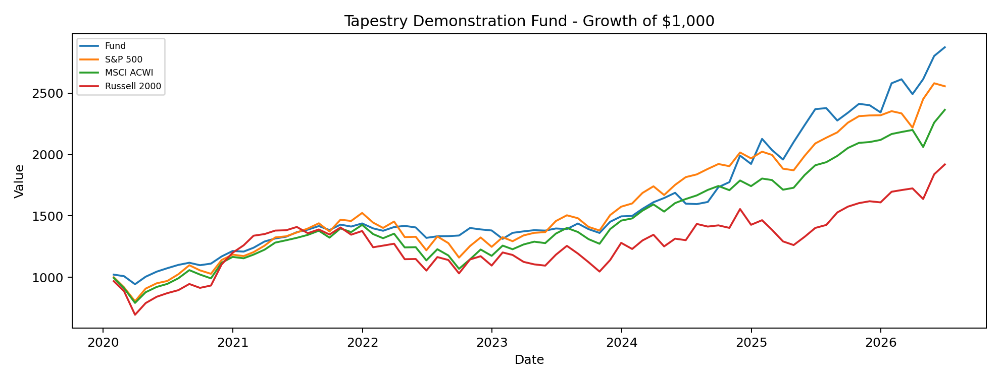 Tapestry Demonstration Fund - Growth of $1,000
Fund
S&P 500
MSCI ACWI
Russell 2000
2500
2000
1500
1000
Value
2020 2021 2022 2023 2024 2025 2026
Date